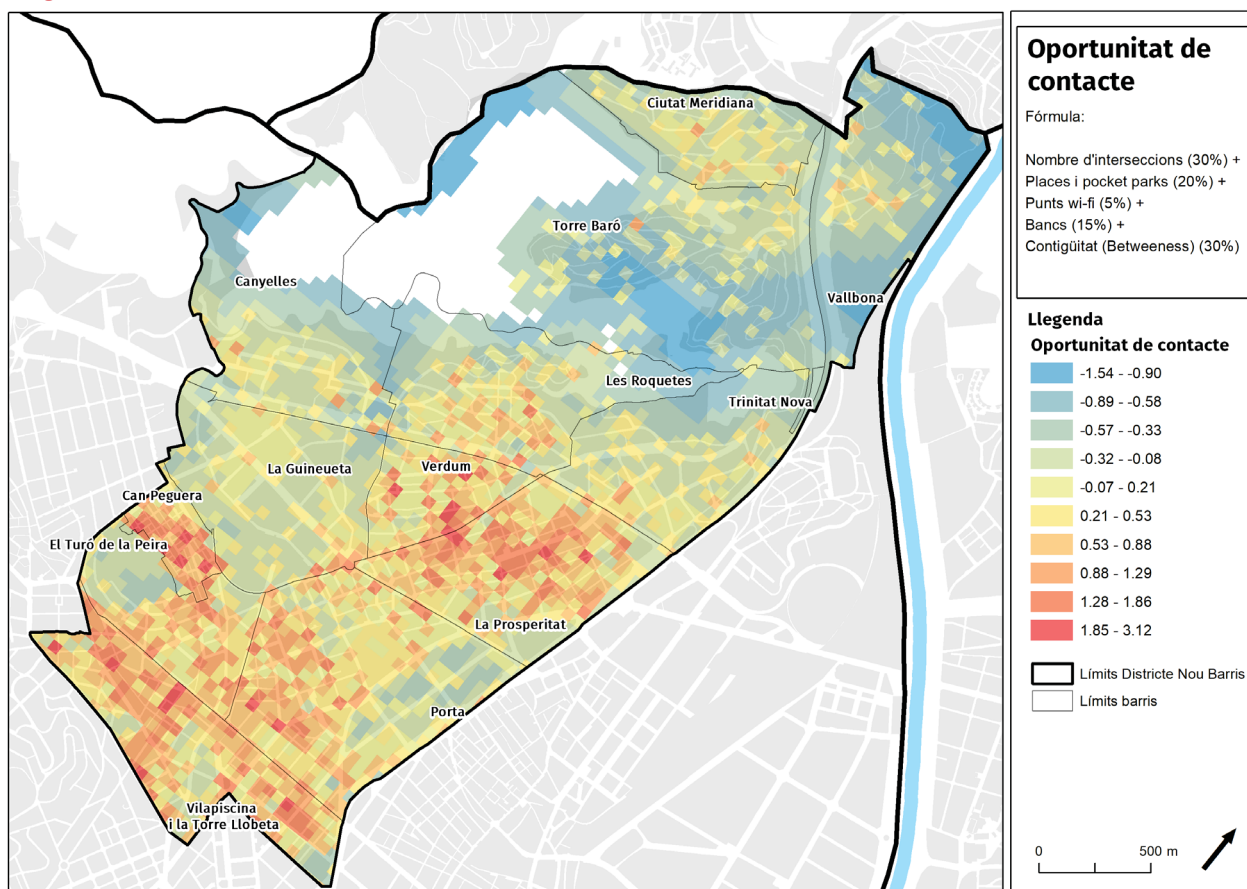 Oportunitat de
contacte
Fórmula:
Nombre d'interseccions (30%) +
Places i pocket parks (20%) +
Punts wi-fi (5%) +
Bancs (15%) +
Contigüitat (Betweeness) (30%)
Llegenda
Oportunitat de contacte
-1.54 - -0.90
-0.89 - -0.58
-0.57 - -0.33
-0.32 - -0.08
-0.07 - 0.21
0.21 - 0.53
0.53 - 0.88
0.88 - 1.29
1.28 - 1.86
1.85 - 3.12
Límits Districte Nou Barris
Límits barris
0 500 m
Ciutat Meridiana
Torre Baró
Canyelles
Vallbona
Les Roquetes
Trinitat Nova
La Guineueta
Verdum
Can Peguera
El Turó de la Peira
La Prosperitat
Porta
Vilapiscina
i la Torre Llobeta